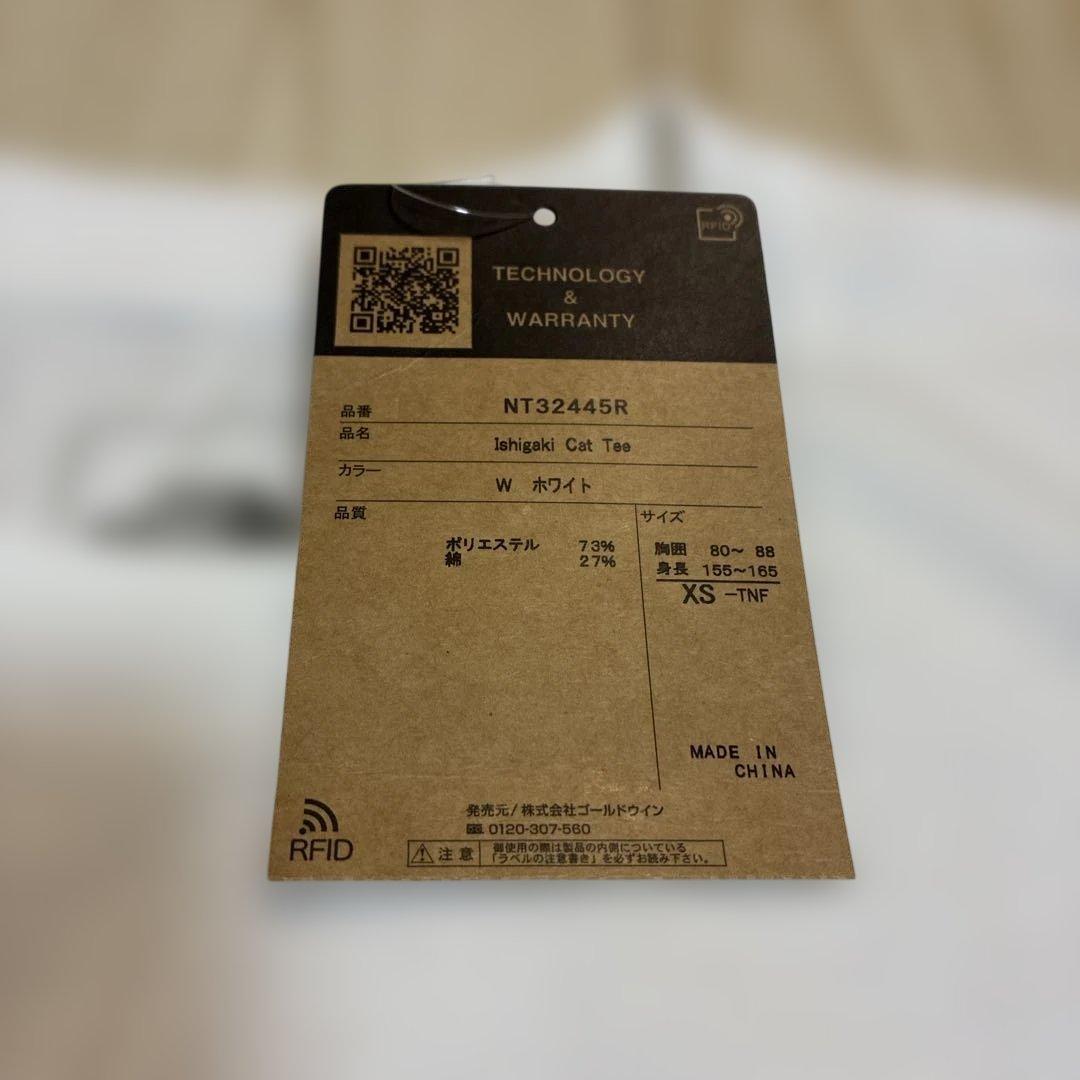 RFID
TECHNOLOGY
&
WARRANTY
品番 NT32445R
品名 Ishigaki Cat Tee
カラー W ホワイト
品質
ポリエステル 73%
綿 27%
サイズ
胸囲 80〜 88
身長 155〜165
XS -TNF
MADE IN
CHINA
発売元/株式会社ゴールドウイン
0120-307-560
RFID
注意
御使用の際は製品の内側についている
「ラベルの注意書き」を必ずお読み下さい。